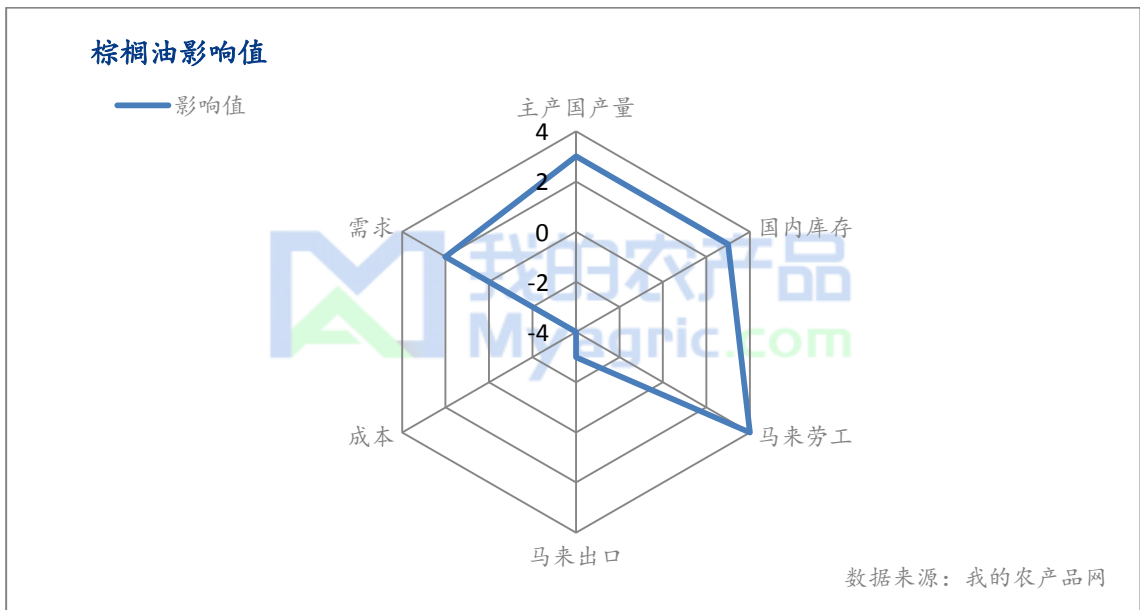 棕榈油影响值
影响值
主产国产量
4
2
需求
国内库存
0
我的农产品
-2
-4
Myagric.com
成本
马来劳工
马来出口
数据来源：我的农产品网